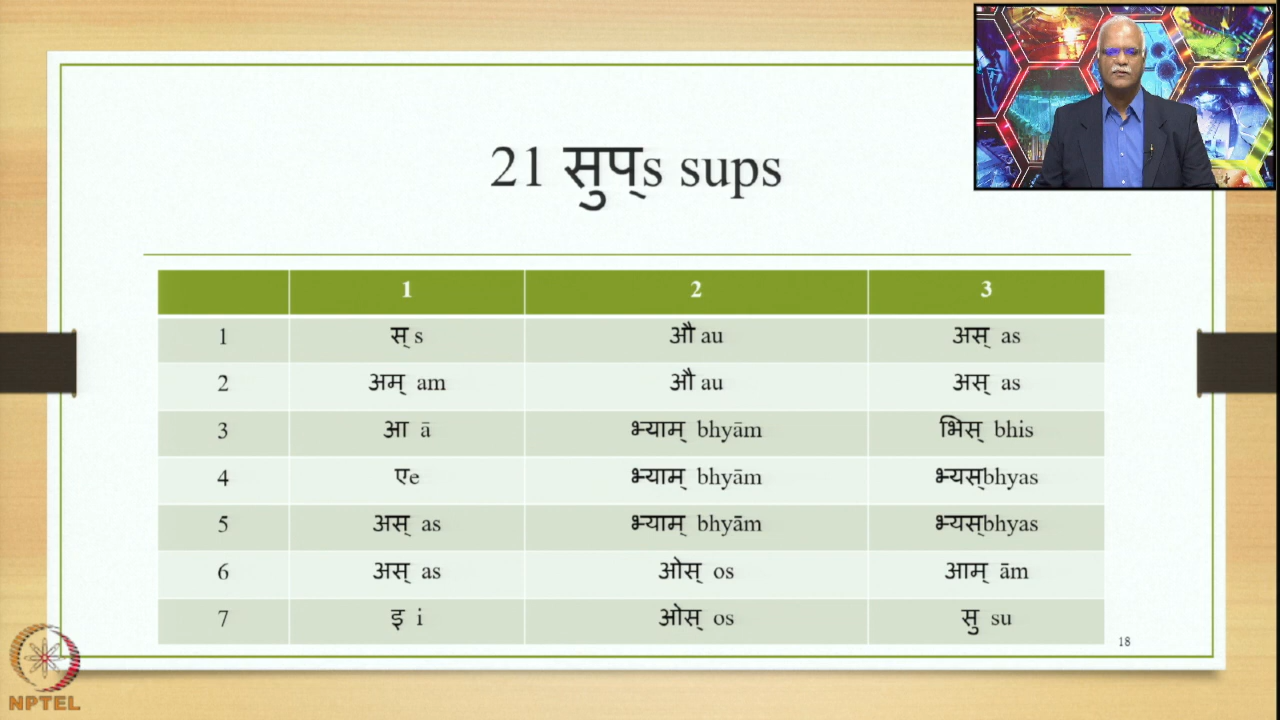 21 सुप्s sups
1 2 3
1 स् s औ au अस् as
2 अम् am औ au अस् as
3 आ ā भ्याम् bhyām भिस् bhis
4 एe भ्याम् bhyām भ्यस्bhyas
5 अस् as भ्याम् bhyām भ्यस्bhyas
6 अस् as ओस् os आम् ām
7 इ i ओस् os सु su
18
NPTEL